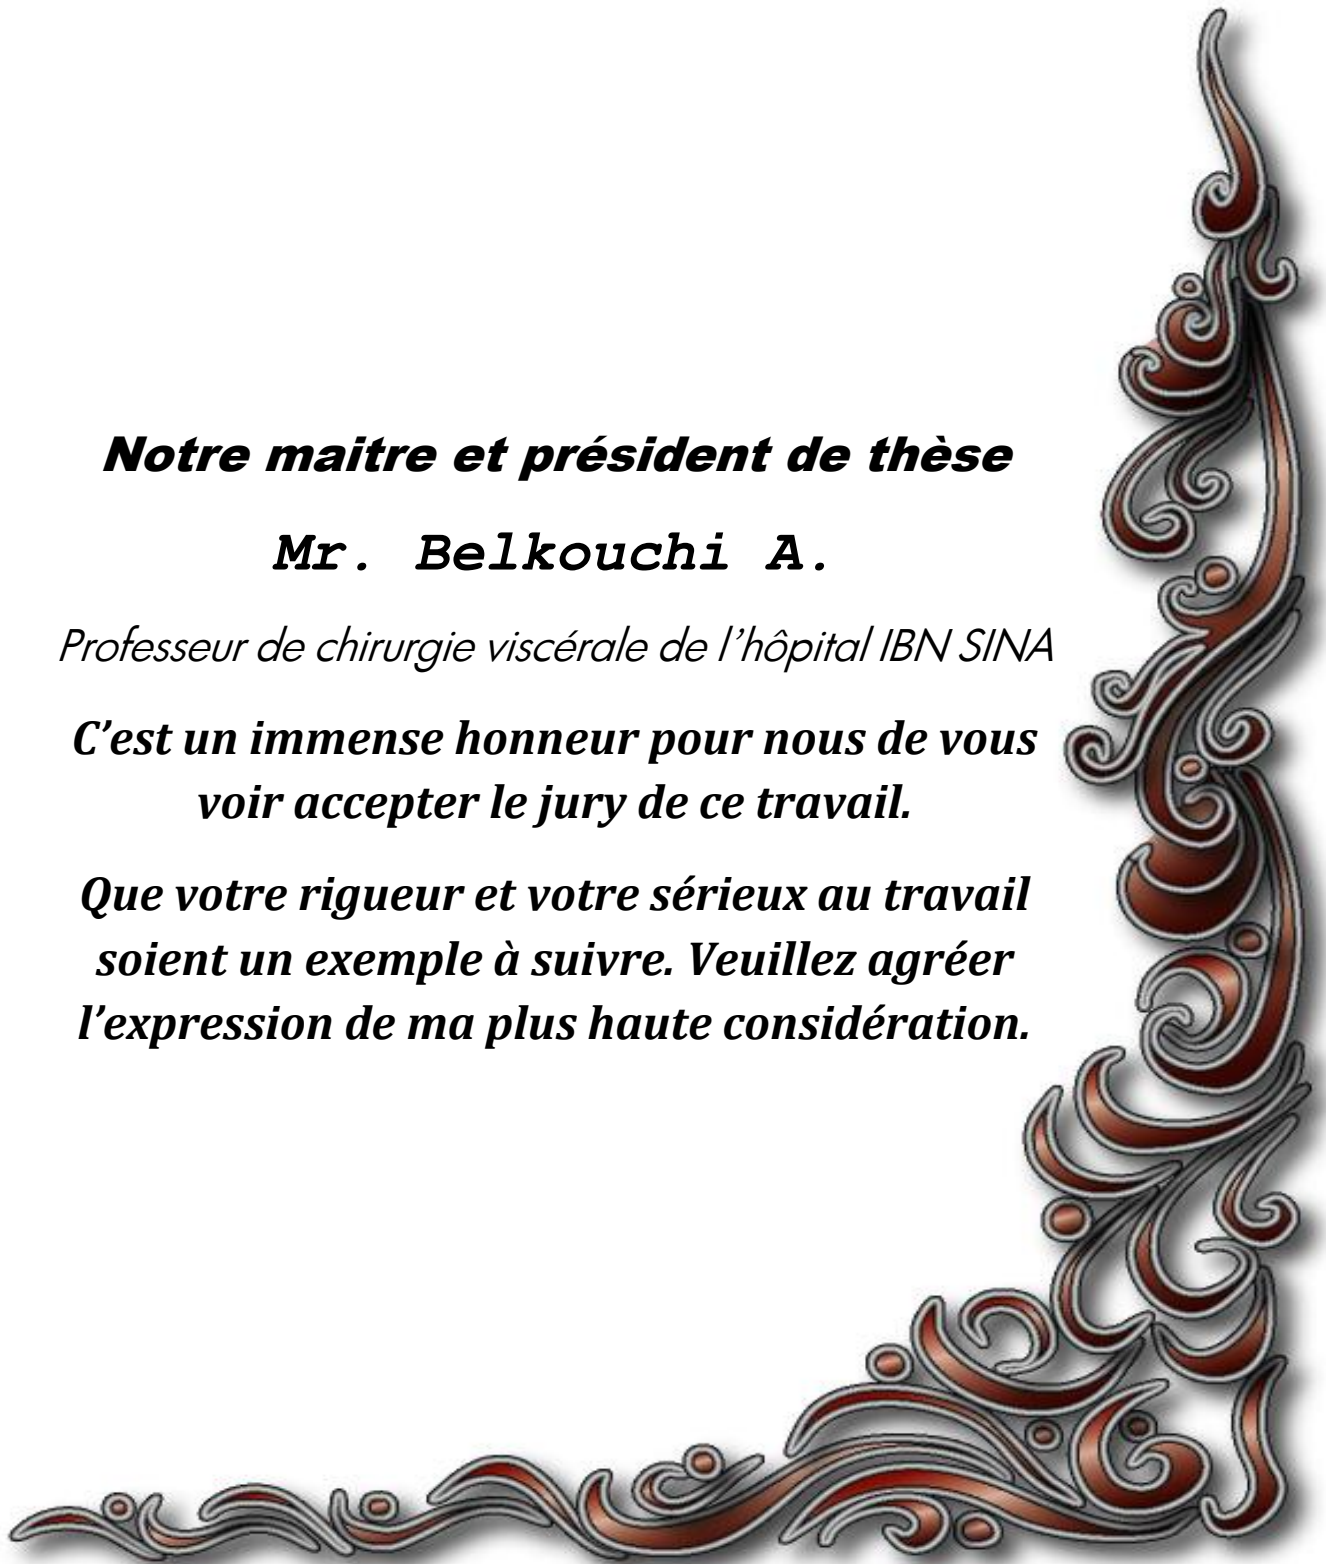 Notre maitre et président de thèse
Mr. Belkouchi A.
Professeur de chirurgie viscérale de l’hôpital IBN SINA
C’est un immense honneur pour nous de vous
voir accepter le jury de ce travail.
Que votre rigueur et votre sérieux au travail
soient un exemple à suivre. Veuillez agréer
l’expression de ma plus haute considération.